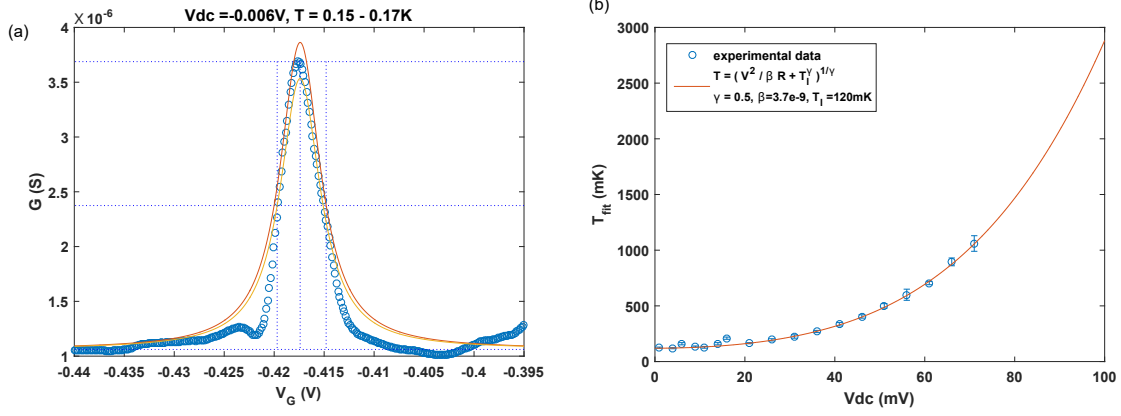 (a)
Vdc =-0.006V, T = 0.15 - 0.17K
× 10⁻⁶
4
3.5
3
2.5
2
1.5
1
G (S)
-0.44 -0.435 -0.43 -0.425 -0.42 -0.415 -0.41 -0.405 -0.4 -0.395
V_G (V)
(b)
3000
2500
2000
1500
1000
500
0
T_fit (mK)
experimental data
T = ( V² / β R + T_l^γ )^1/γ
γ = 0.5, β=3.7e-9, T_l =120mK
0 20 40 60 80 100
Vdc (mV)